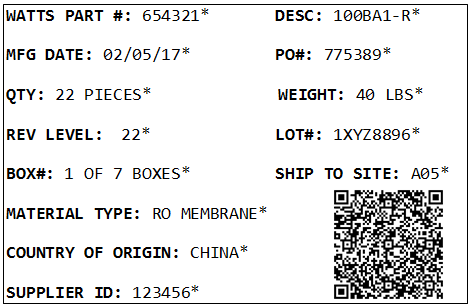 WATTS PART #: 654321* DESC: 100BA1-R*
MFG DATE: 02/05/17* PO#: 775389*
QTY: 22 PIECES* WEIGHT: 40 LBS*
REV LEVEL: 22* LOT#: 1XYZ8896*
BOX#: 1 OF 7 BOXES* SHIP TO SITE: A05*
MATERIAL TYPE: RO MEMBRANE*
COUNTRY OF ORIGIN: CHINA*
SUPPLIER ID: 123456*